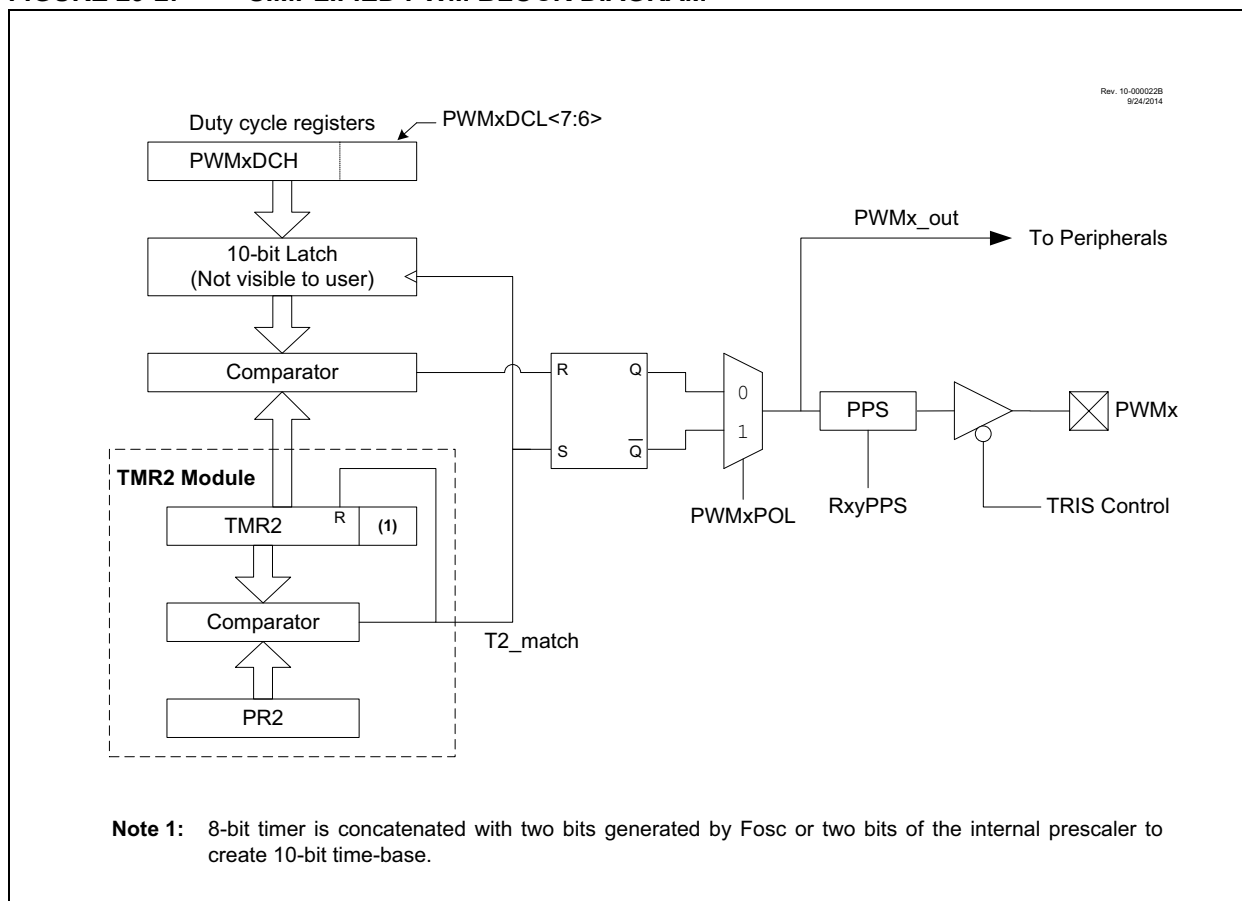 Rev. 10-000022B
9/24/2014
Duty cycle registers
PWMxDCL<7:6>
PWMxDCH
10-bit Latch
(Not visible to user)
Comparator
R
Q
S
Q
0
1
PWMxPOL
PWMx_out
To Peripherals
PPS
RxyPPS
PWMx
TRIS Control
TMR2 Module
R
TMR2
(1)
Comparator
T2_match
PR2
Note 1: 8-bit timer is concatenated with two bits generated by Fosc or two bits of the internal prescaler to
create 10-bit time-base.